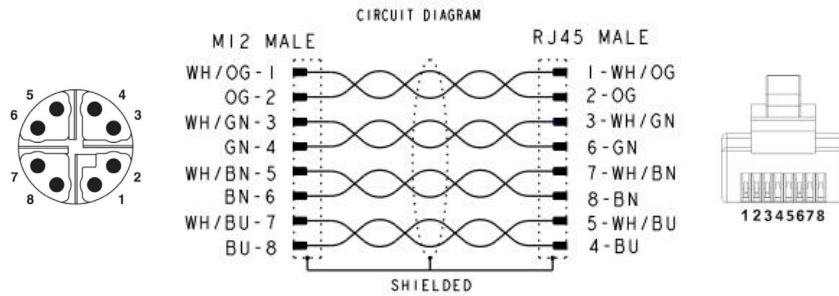 CIRCUIT DIAGRAM
M12 MALE
RJ45 MALE
WH/OG-1
1-WH/OG
OG-2
2-OG
WH/GN-3
3-WH/GN
GN-4
6-GN
WH/BN-5
7-WH/BN
BN-6
8-BN
WH/BU-7
5-WH/BU
BU-8
4-BU
SHIELDED
5 4
6 3
7 2
8 1
12345678